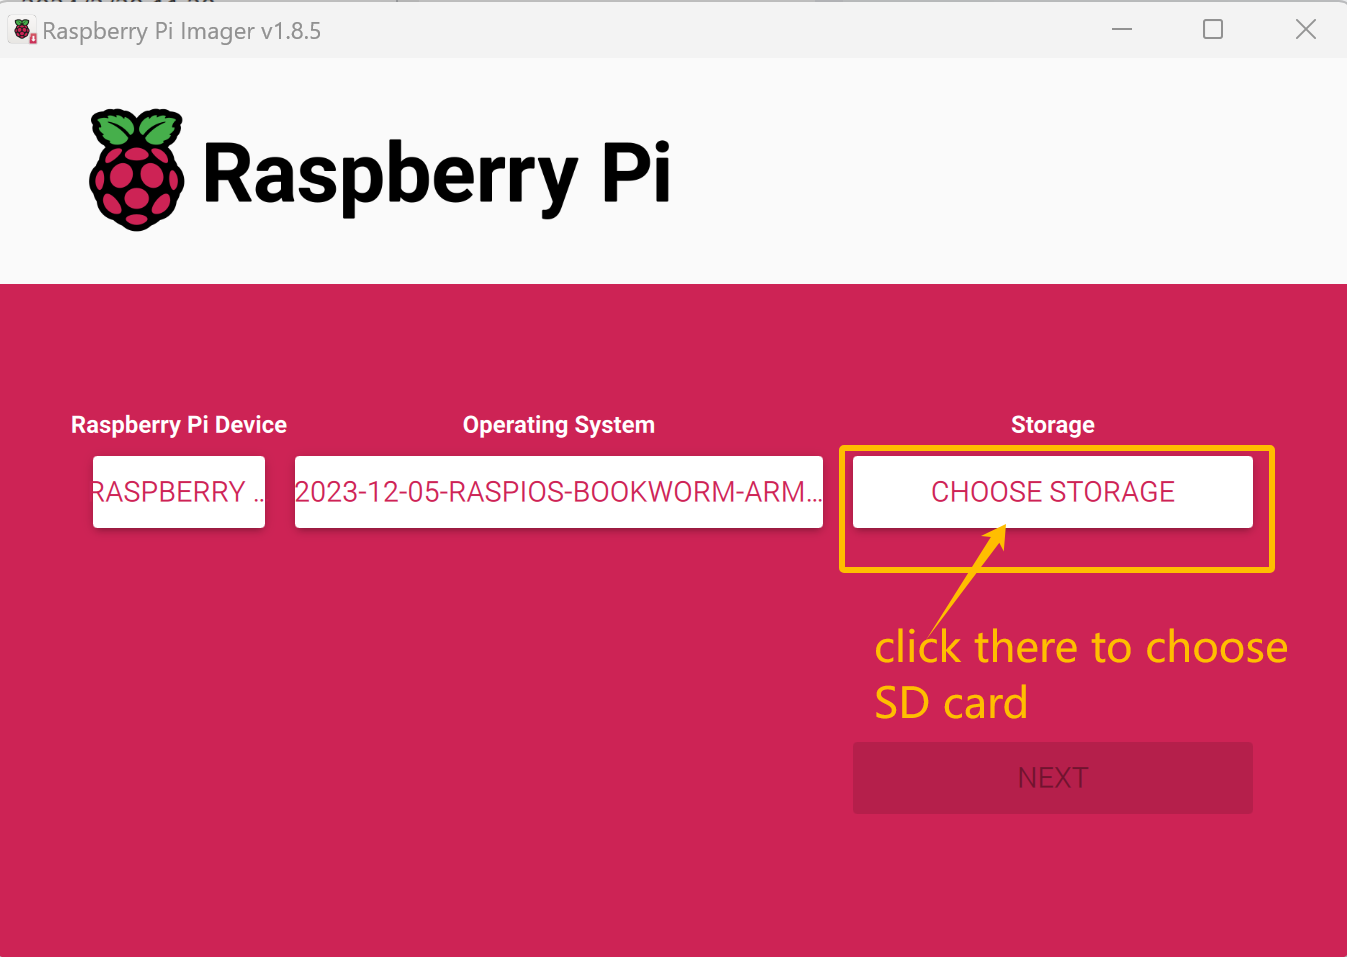 Raspberry Pi Imager v1.8.5
Raspberry Pi
Raspberry Pi Device
Operating System
Storage
RASPBERRY ...
2023-12-05-RASPIOS-BOOKWORM-ARM...
CHOOSE STORAGE
click there to choose
SD card
NEXT